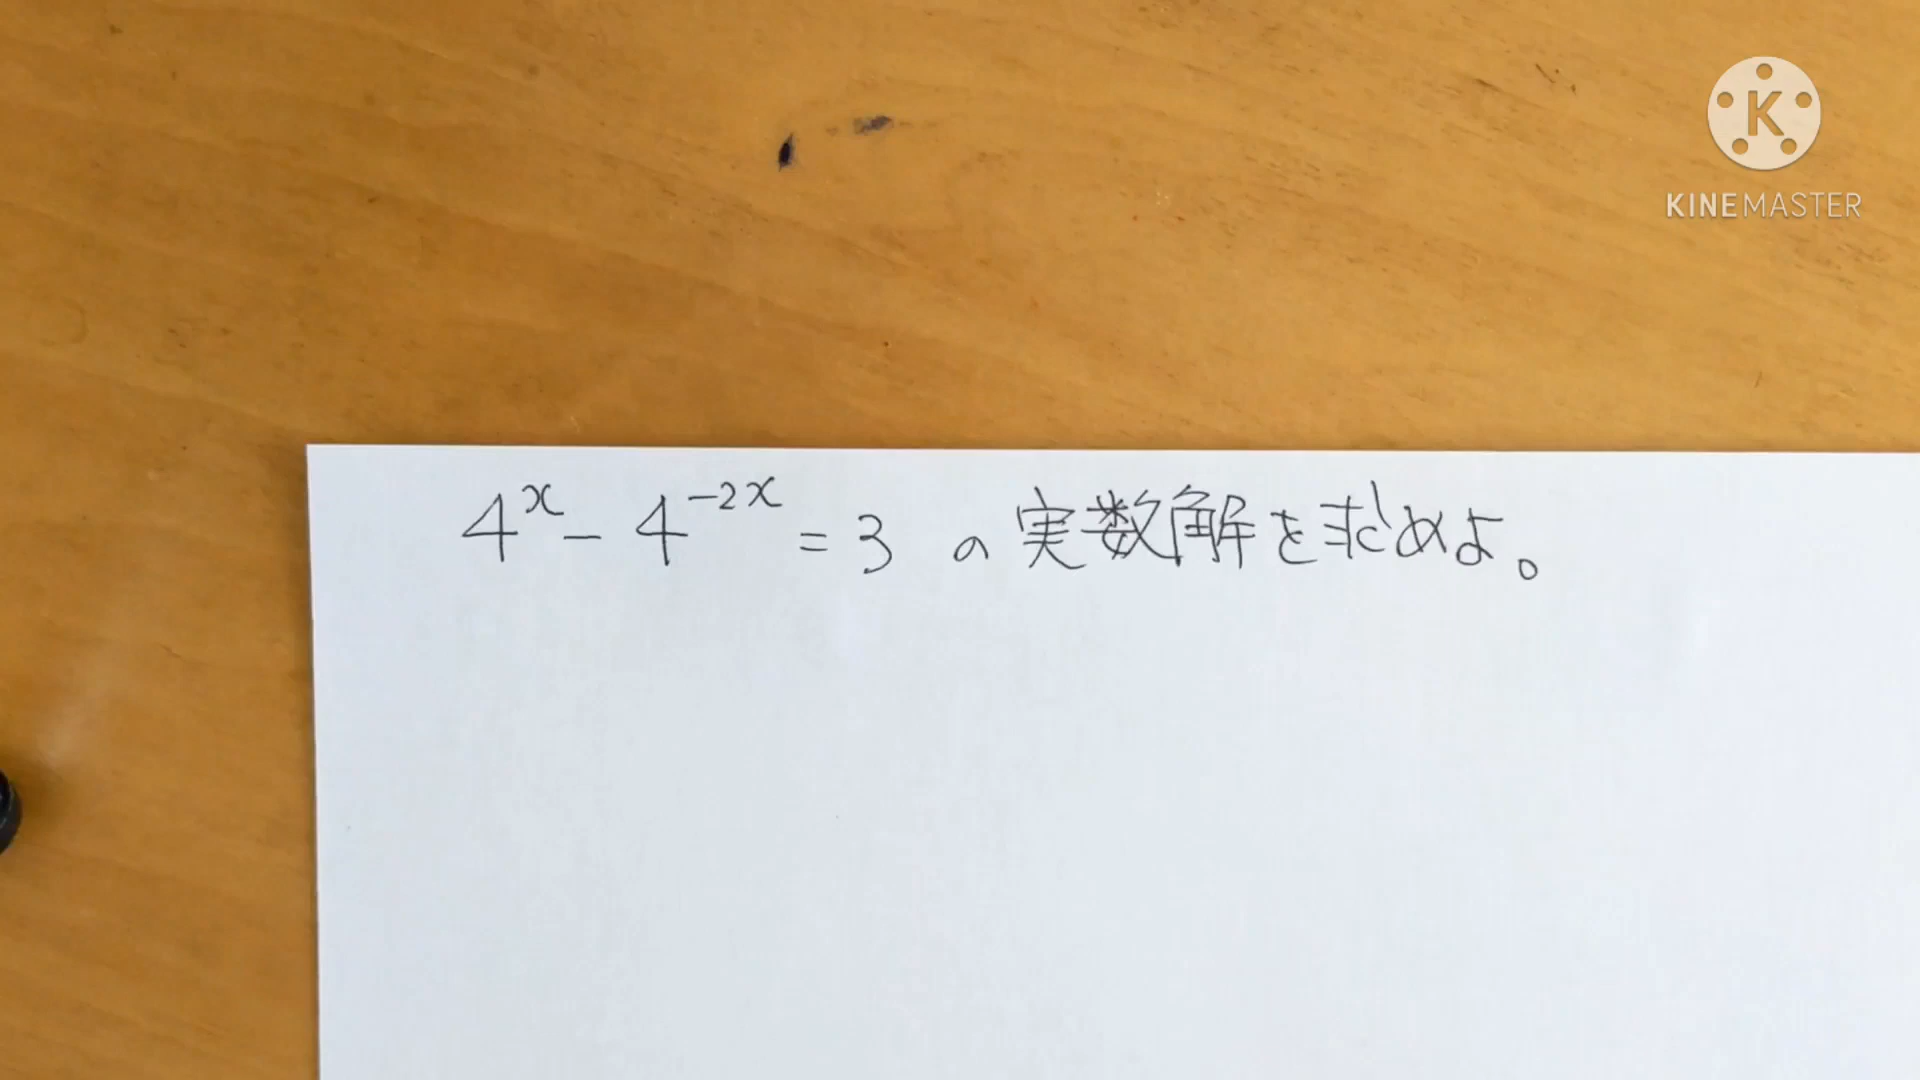 K
KINEMASTER
4^x - 4^{-2x} = 3 の実数解を求めよ。